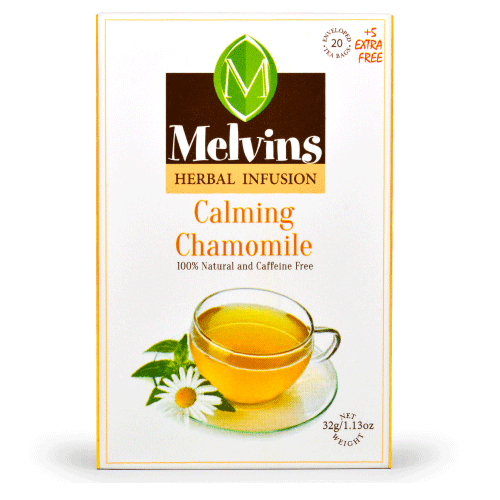 ENVELOPED
20
TEA BAGS
+5
EXTRA
FREE
M
Melvins
HERBAL INFUSION
Calming
Chamomile
100% Natural and Caffeine Free
NET
32g/1.13oz
WEIGHT